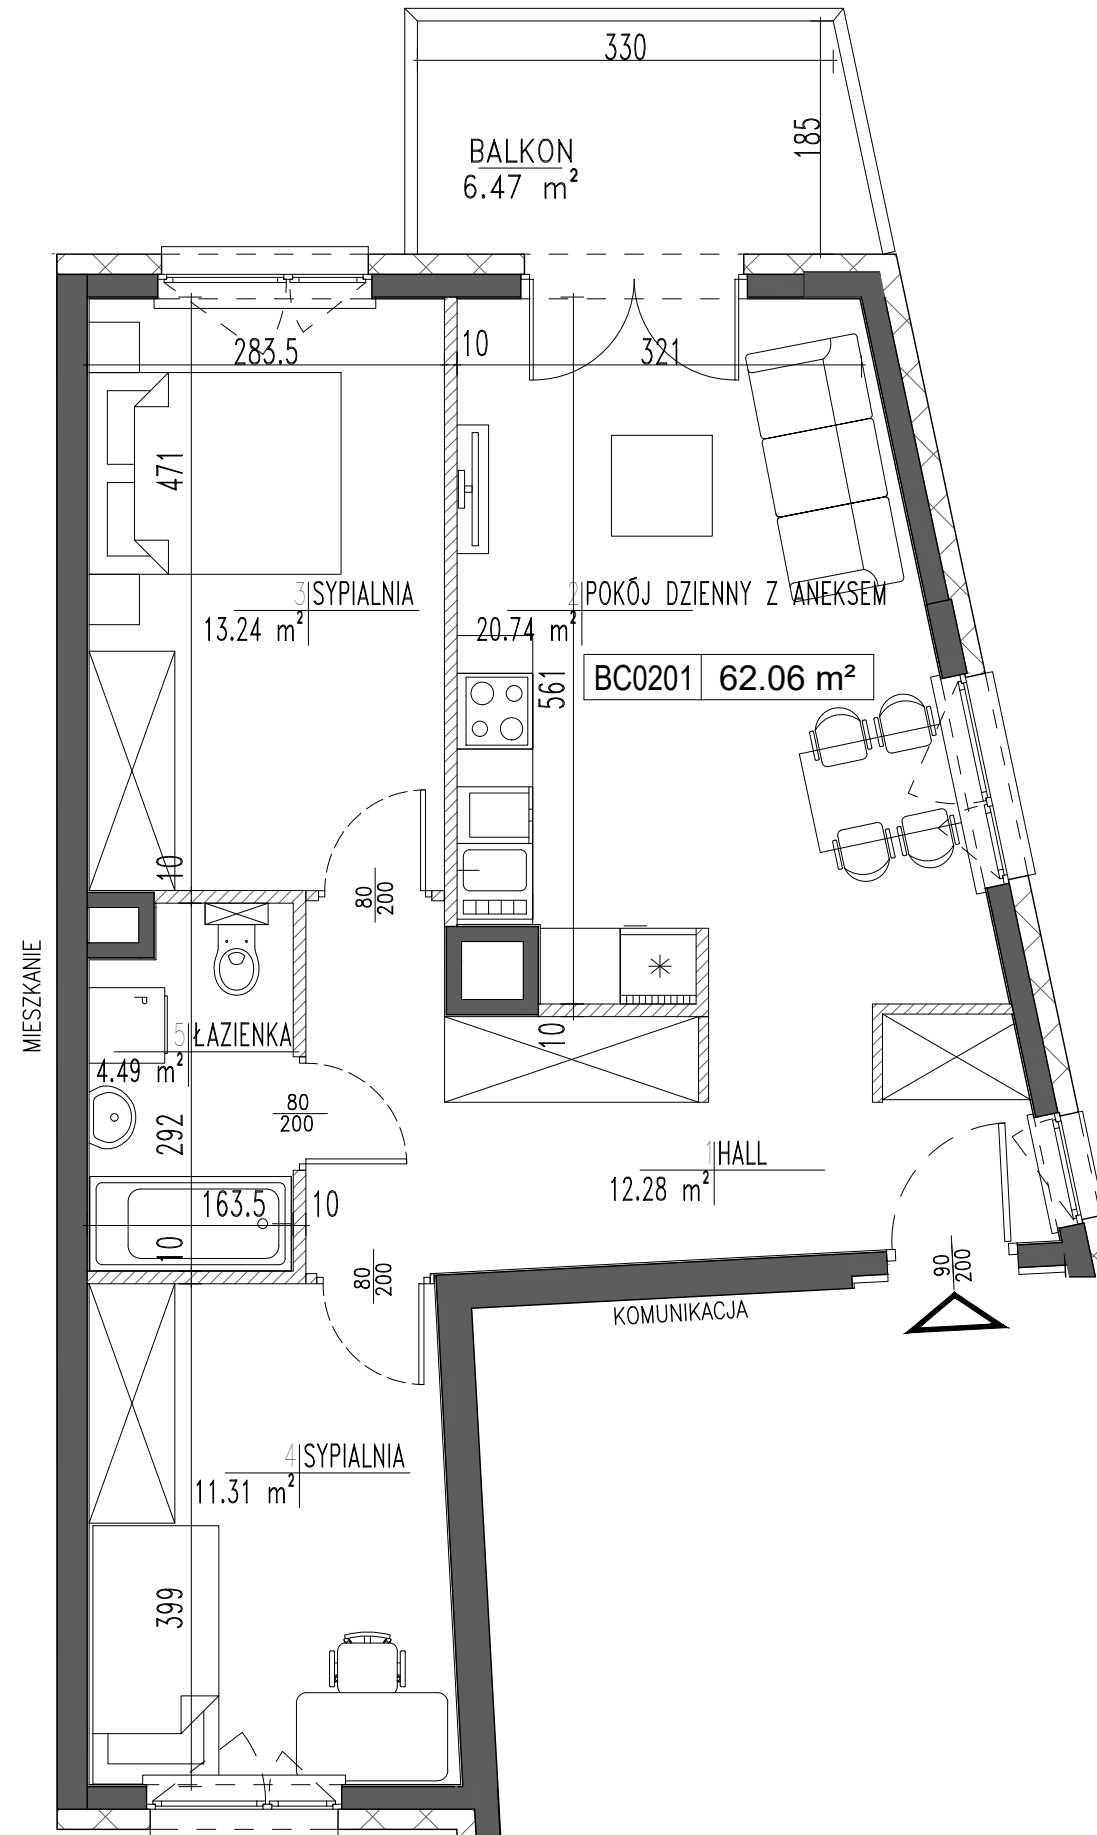 330
185
BALKON
6.47 m²
283.5
10
321
471
3 SYPIALNIA
13.24 m²
2 POKÓJ DZIENNY Z ANEKSEM
20.74 m²
561
BC0201 62.06 m²
10
80
200
MIESZKANIE
P
5 ŁAZIENKA
4.49 m²
10
80
200
292
1 HALL
12.28 m²
163.5
10
10
80
200
90
200
KOMUNIKACJA
4 SYPIALNIA
11.31 m²
399